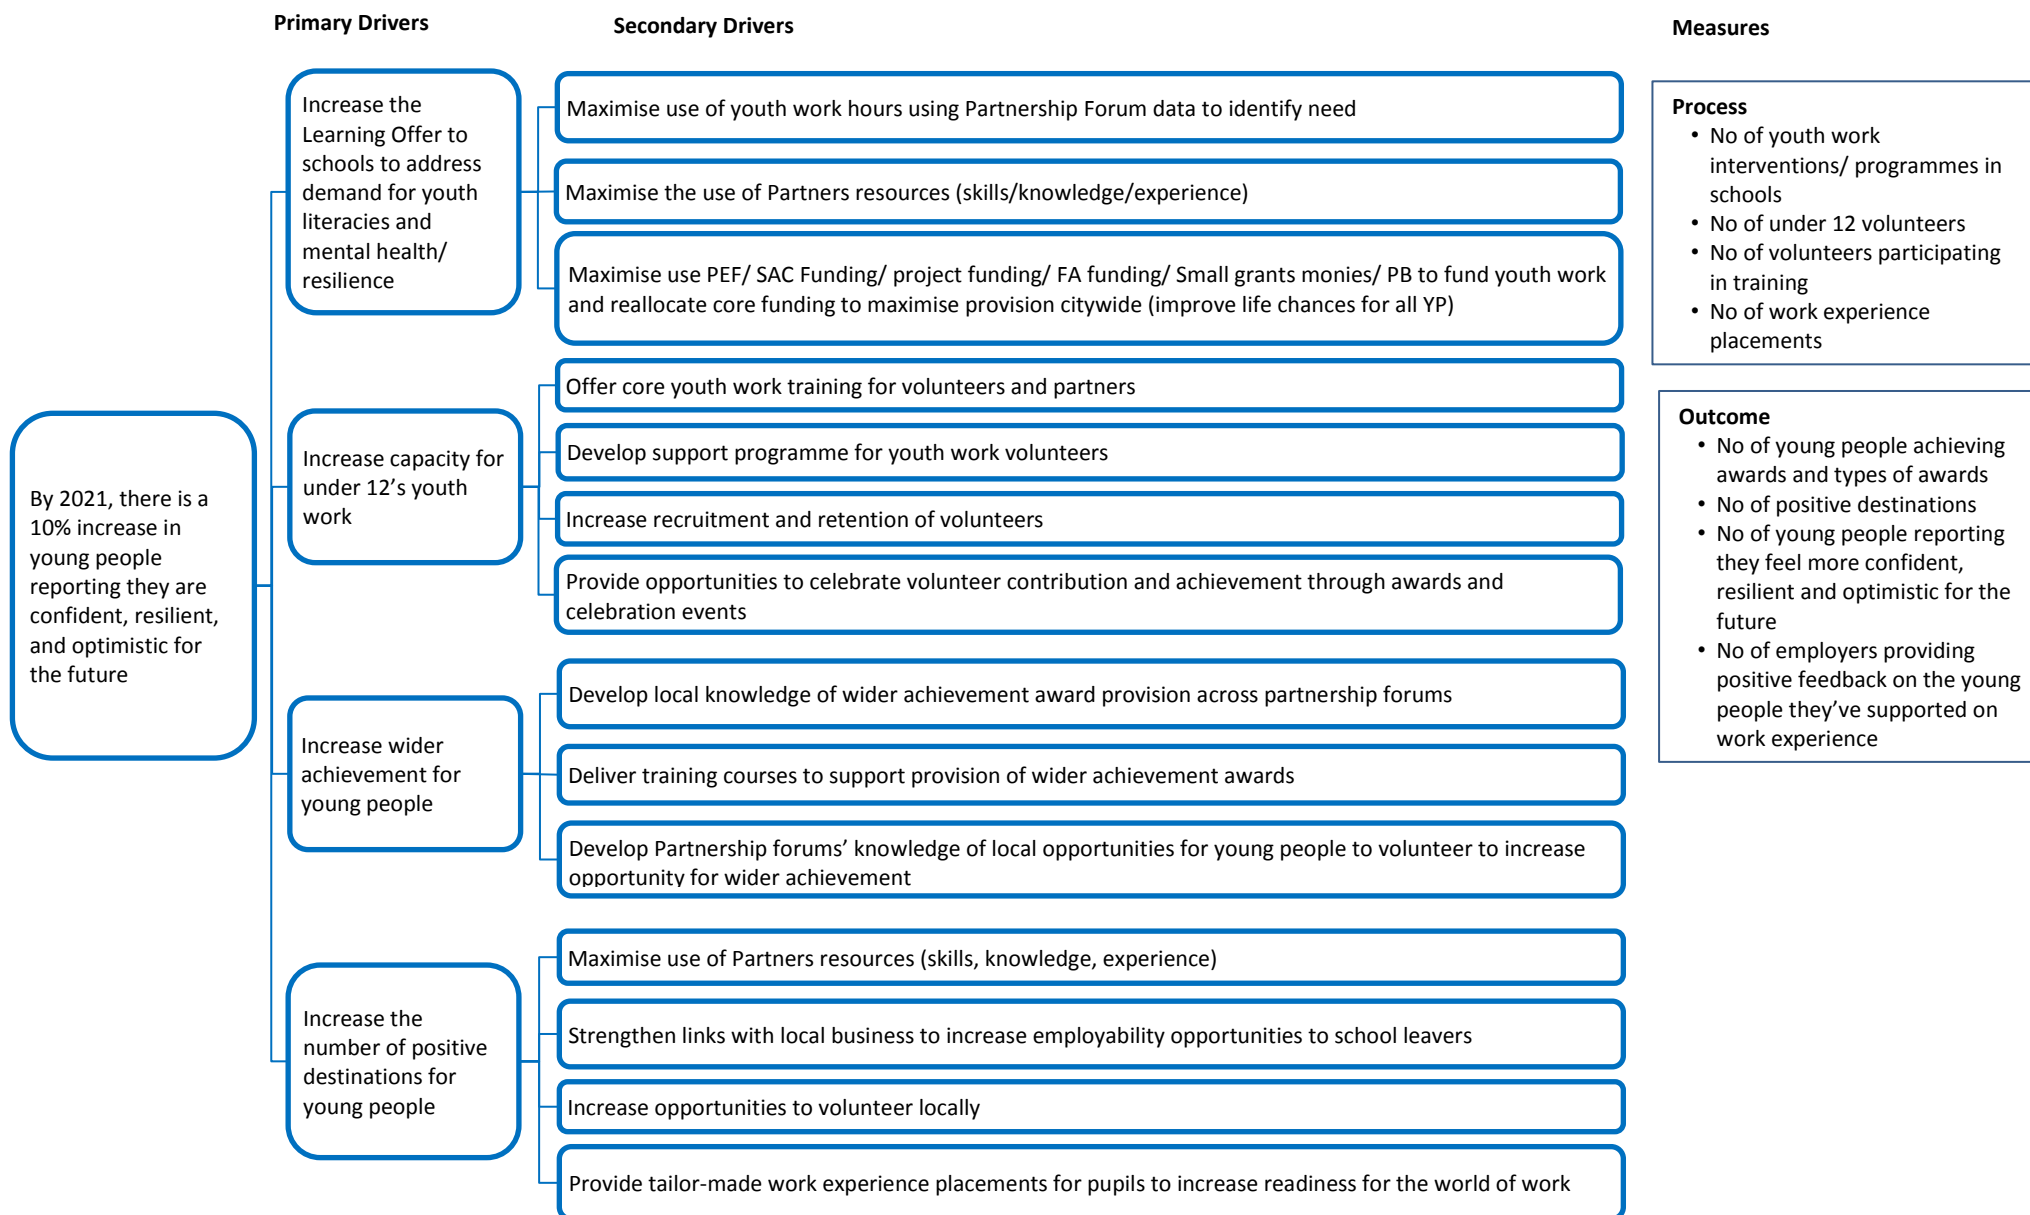 Primary Drivers
Secondary Drivers
Measures
By 2021, there is a
10% increase in
young people
reporting they are
confident, resilient,
and optimistic for
the future
Increase the
Learning Offer to
schools to address
demand for youth
literacies and
mental health/
resilience
Maximise use of youth work hours using Partnership Forum data to identify need
Maximise the use of Partners resources (skills/knowledge/experience)
Maximise use PEF/ SAC Funding/ project funding/ FA funding/ Small grants monies/ PB to fund youth work
and reallocate core funding to maximise provision citywide (improve life chances for all YP)
Increase capacity for
under 12’s youth
work
Offer core youth work training for volunteers and partners
Develop support programme for youth work volunteers
Increase recruitment and retention of volunteers
Provide opportunities to celebrate volunteer contribution and achievement through awards and
celebration events
Increase wider
achievement for
young people
Develop local knowledge of wider achievement award provision across partnership forums
Deliver training courses to support provision of wider achievement awards
Develop Partnership forums’ knowledge of local opportunities for young people to volunteer to increase
opportunity for wider achievement
Increase the
number of positive
destinations for
young people
Maximise use of Partners resources (skills, knowledge, experience)
Strengthen links with local business to increase employability opportunities to school leavers
Increase opportunities to volunteer locally
Provide tailor-made work experience placements for pupils to increase readiness for the world of work
Process
• No of youth work
interventions/ programmes in
schools
• No of under 12 volunteers
• No of volunteers participating
in training
• No of work experience
placements
Outcome
• No of young people achieving
awards and types of awards
• No of positive destinations
• No of young people reporting
they feel more confident,
resilient and optimistic for the
future
• No of employers providing
positive feedback on the young
people they’ve supported on
work experience